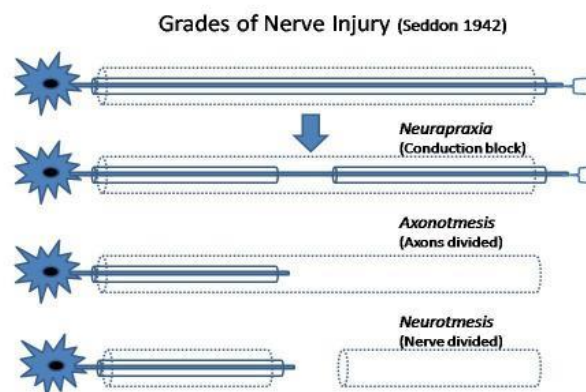 Grades of Nerve Injury (Seddon 1942)
Neurapraxia
(Conduction block)
Axonotmesis
(Axons divided)
Neurotmesis
(Nerve divided)